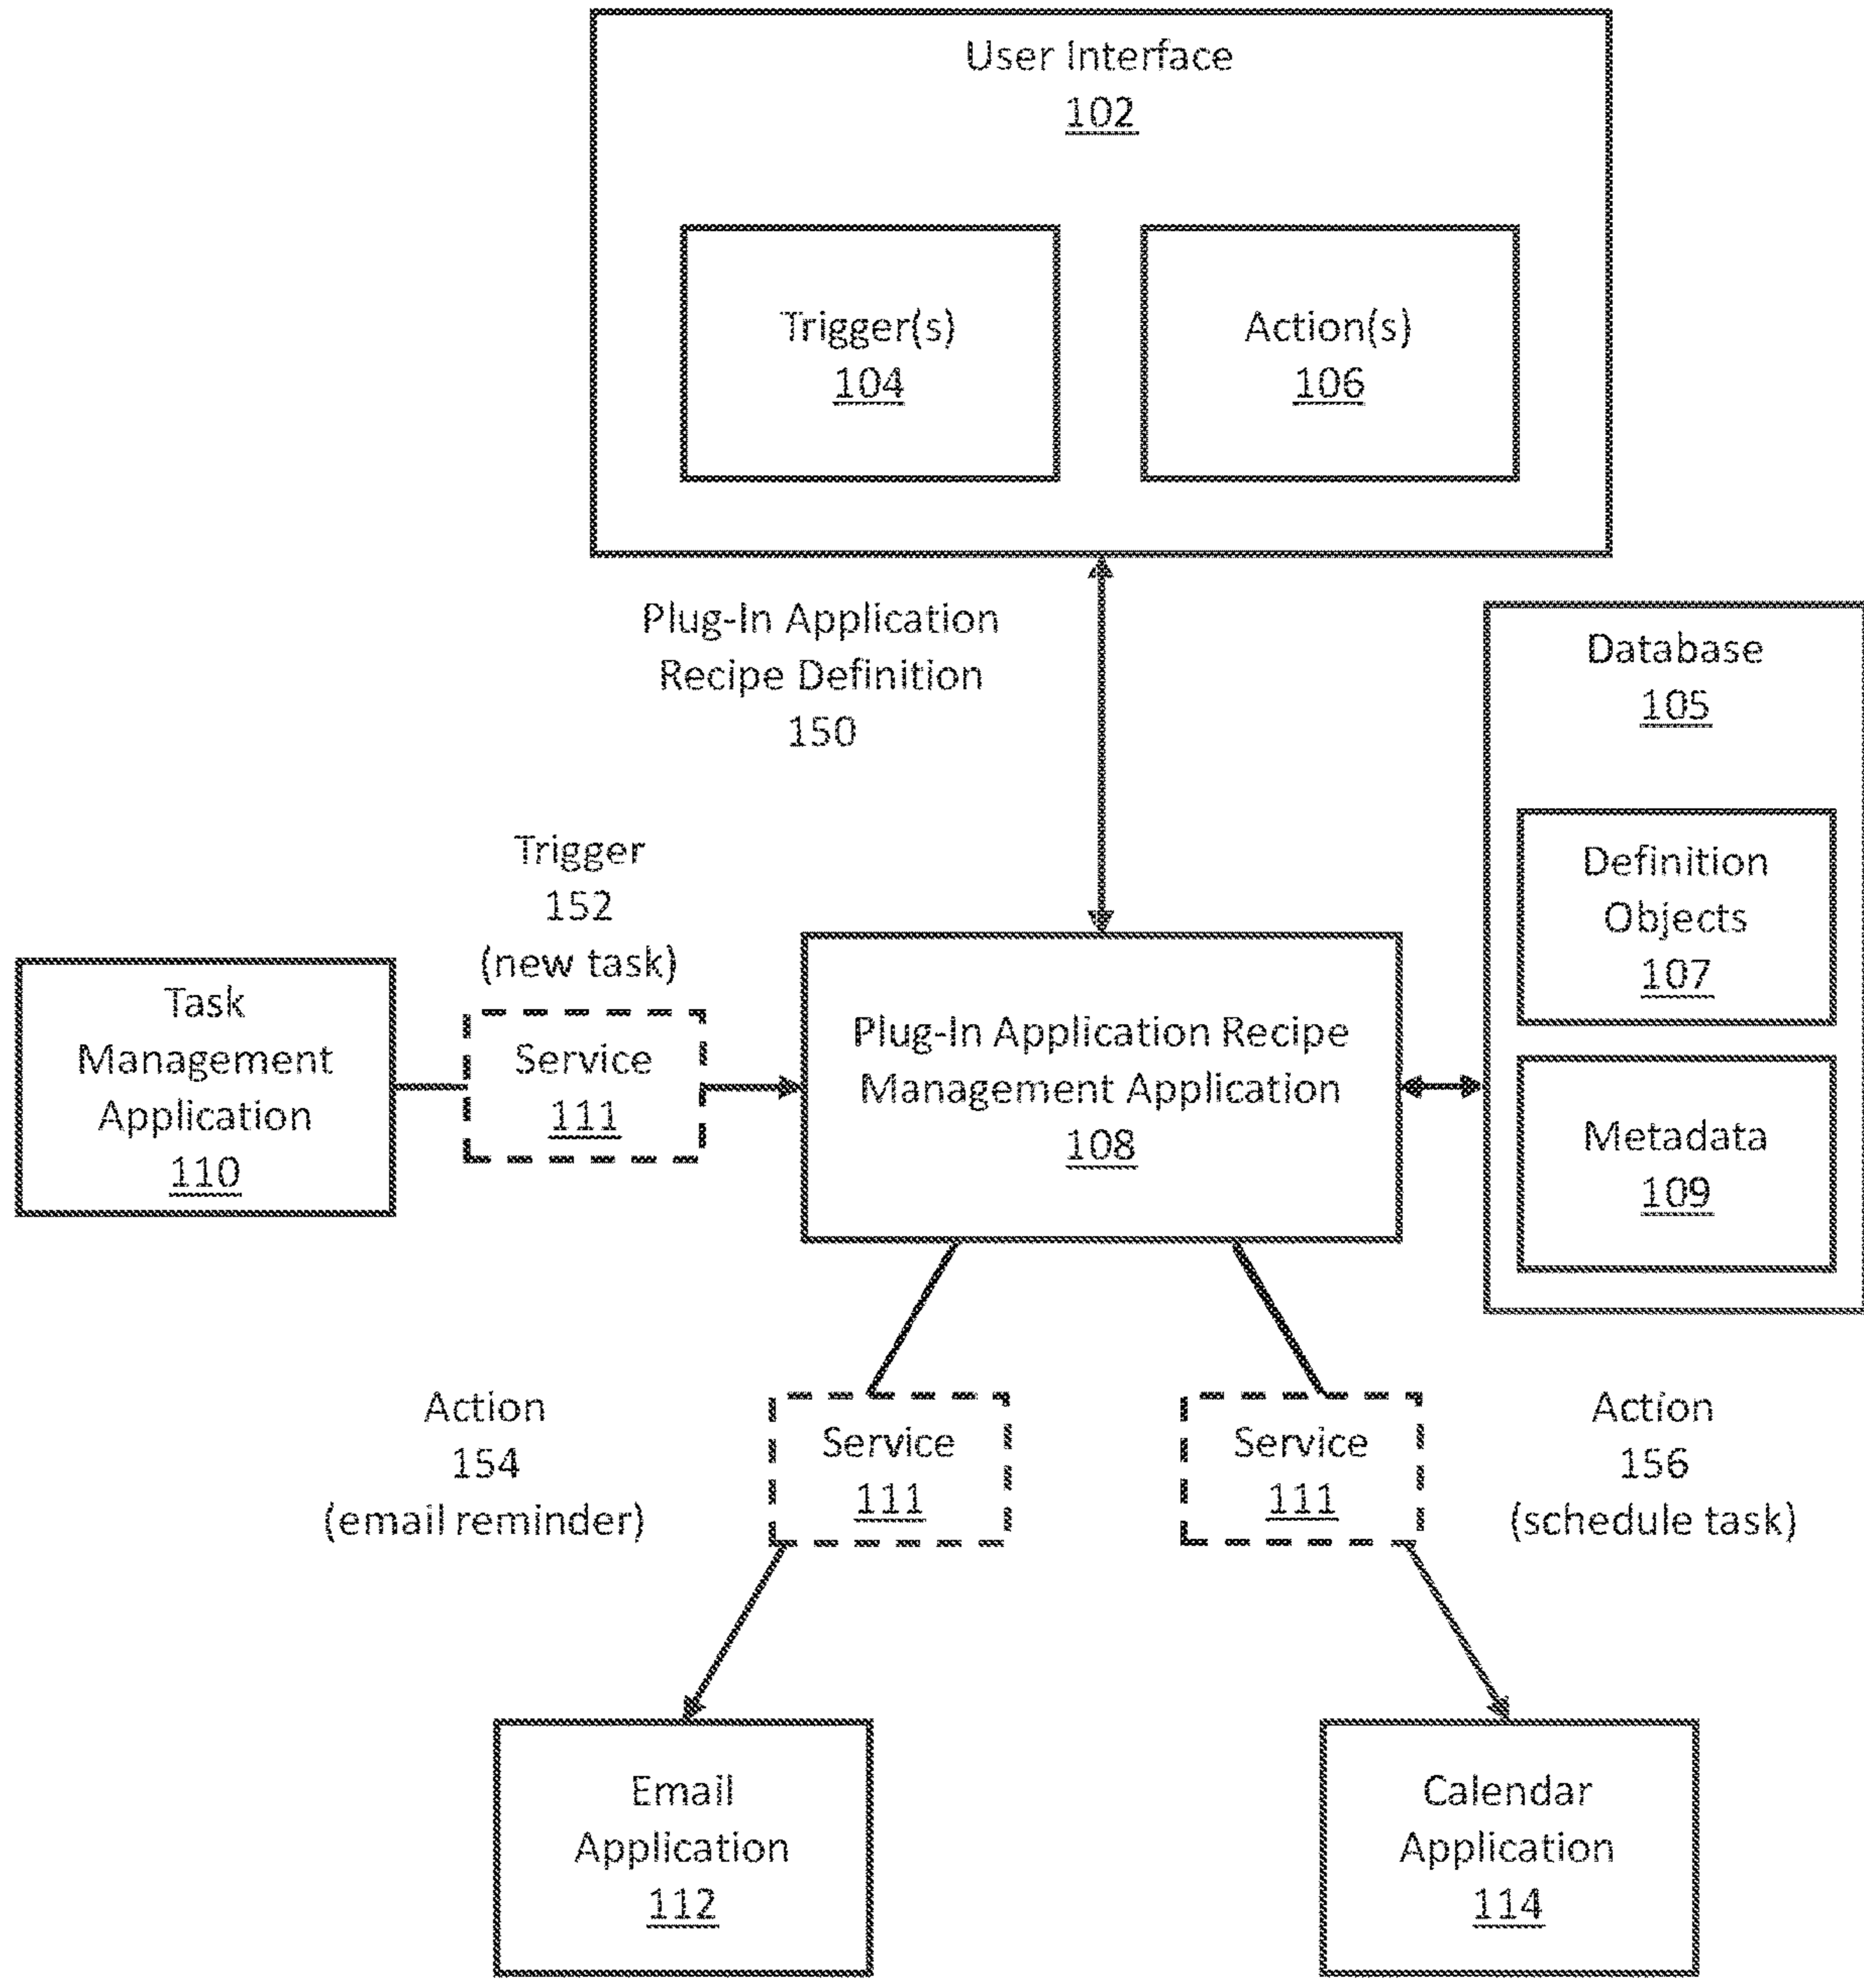 User Interface
102
Trigger(s)
104
Action(s)
106
Plug-In Application
Recipe Definition
150
Database
105
Definition
Objects
107
Metadata
109
Trigger
152
(new task)
Task
Management
Application
110
Service
111
Plug-In Application Recipe
Management Application
108
Action
154
(email reminder)
Service
111
Service
111
Action
156
(schedule task)
Email
Application
112
Calendar
Application
114